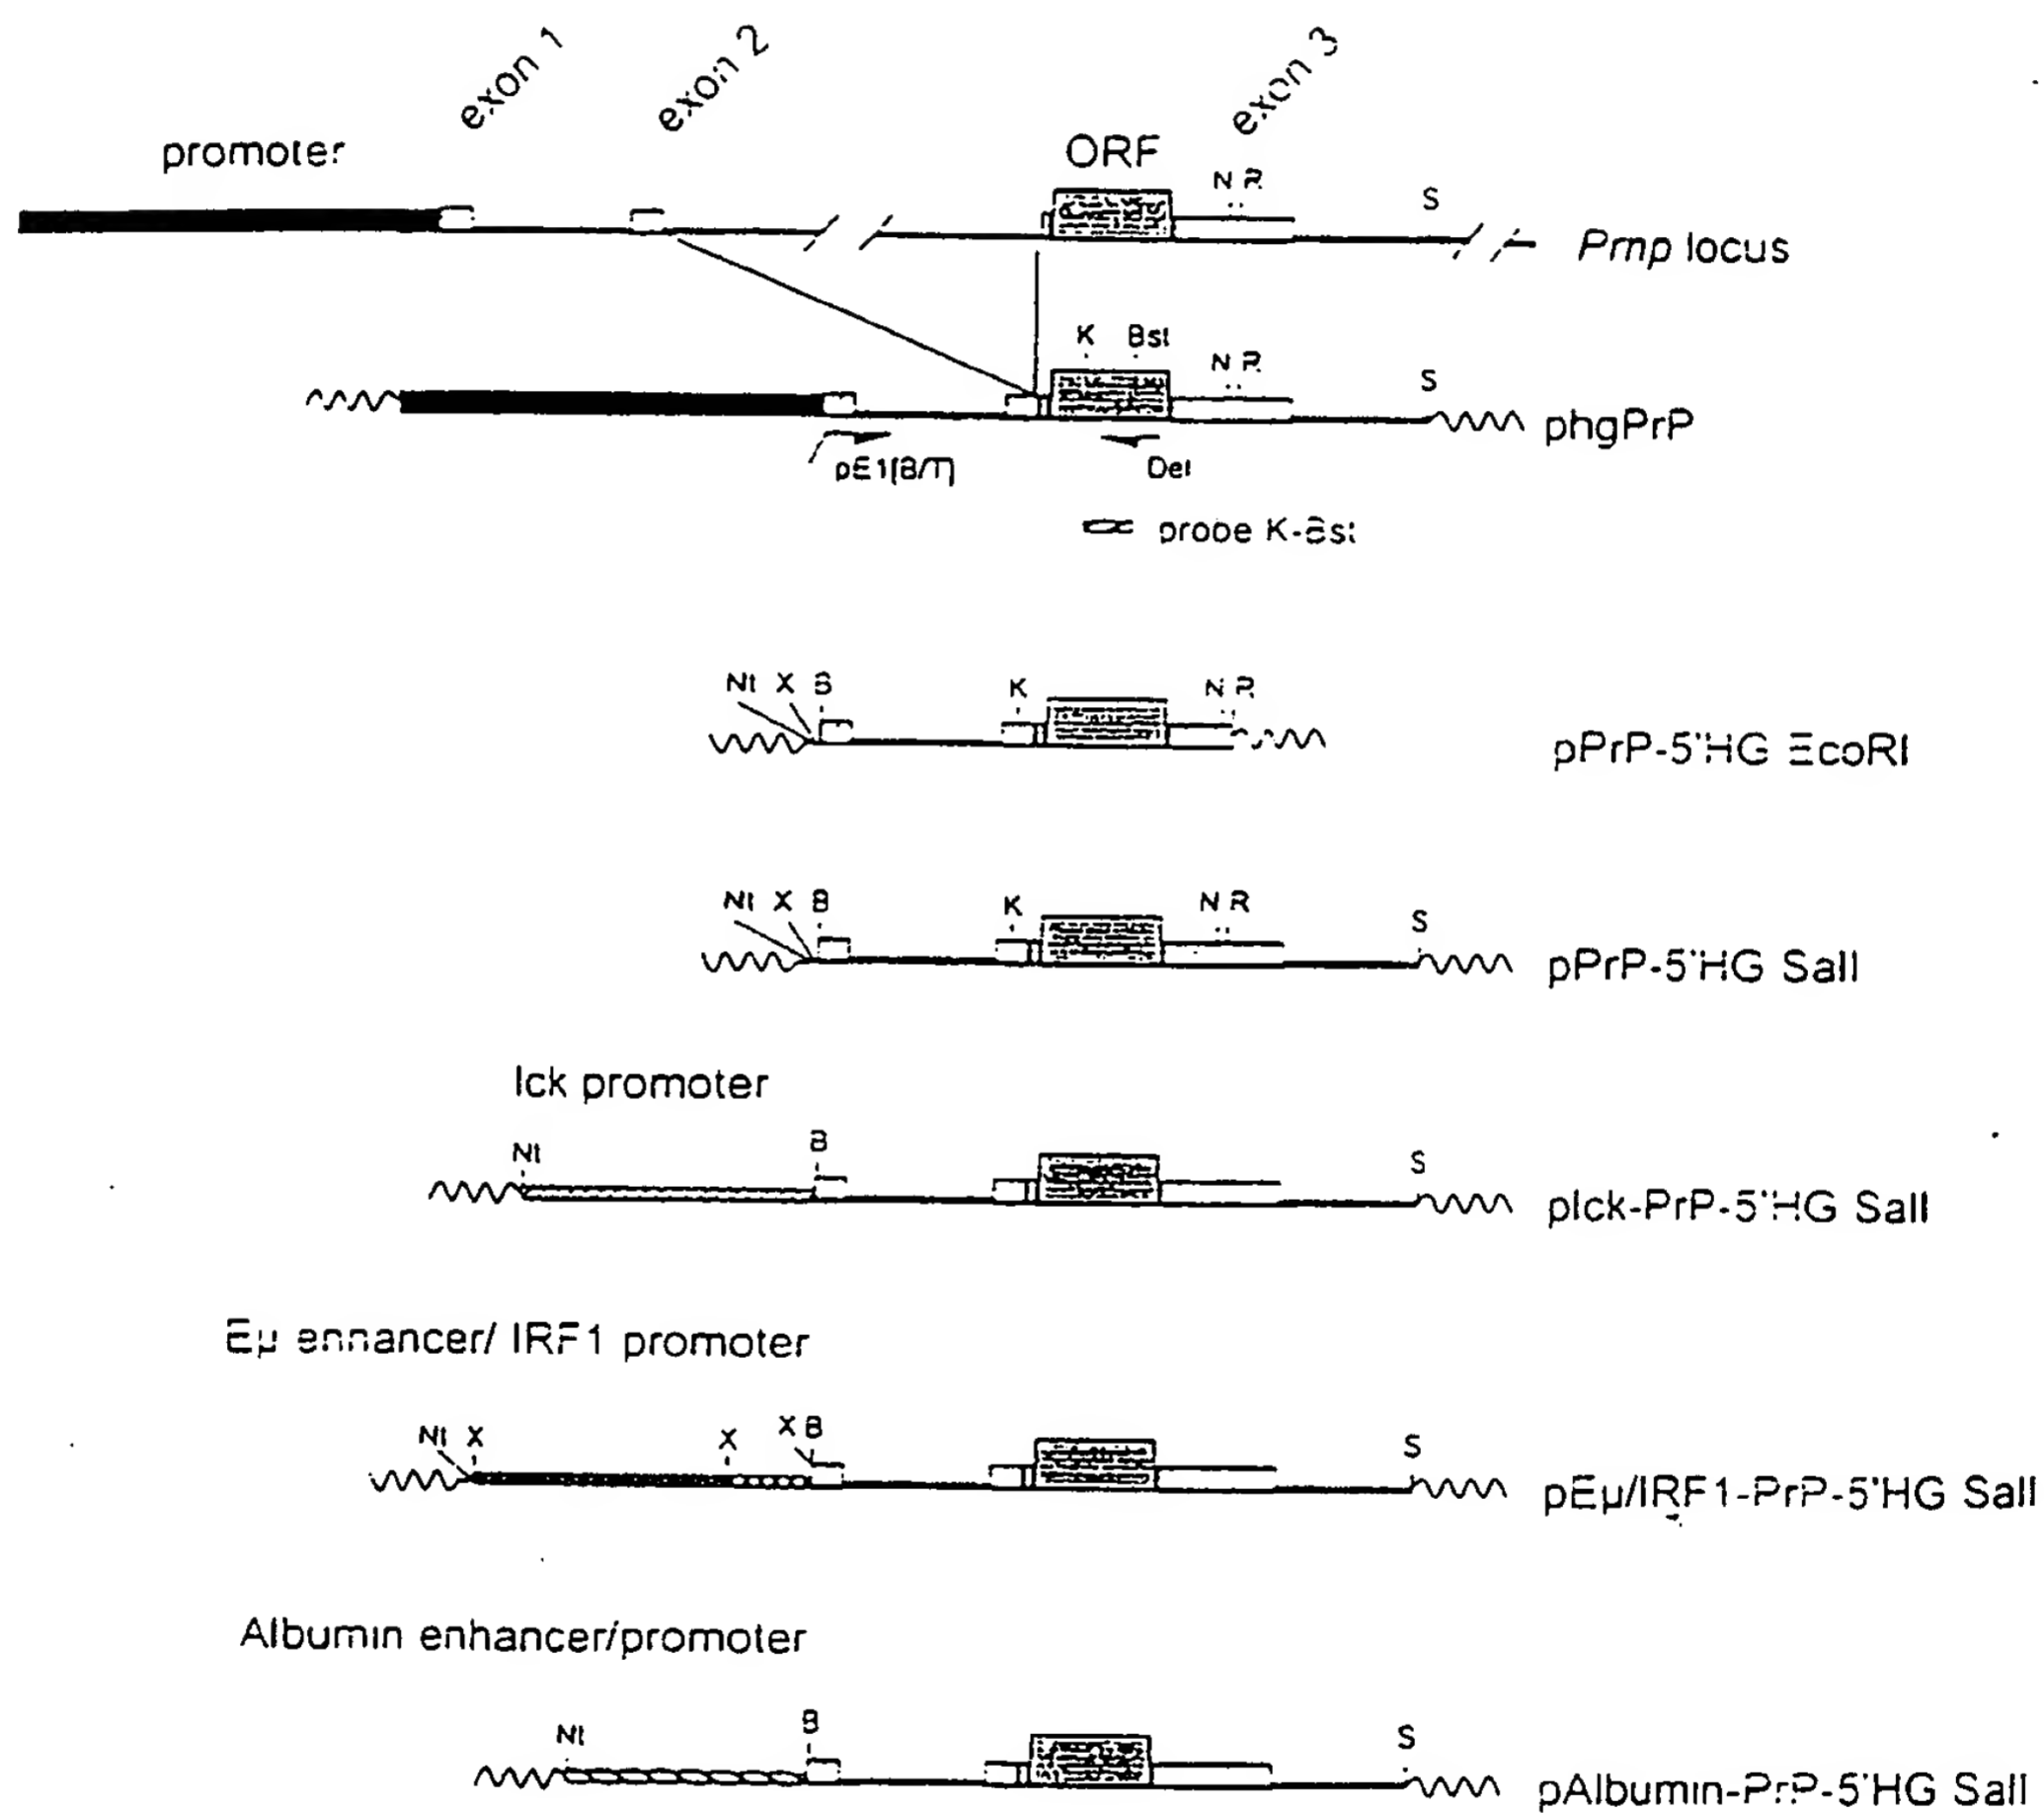 exon 1
exon 2
exon 3
promoter
ORF
N R
S
Prnp locus
K Bst
N R
S
phgPrP
pE1[B/T]
Del
probe K-Bst
Nt X B
K
N R
pPrP-5'HG EcoRI
Nt X B
K
N R
S
pPrP-5'HG SalI
lck promoter
Nt
B
S
plck-PrP-5'HG SalI
Eµ enhancer/ IRF1 promoter
Nt X
X
X B
S
pEµ/IRF1-PrP-5'HG SalI
Albumin enhancer/promoter
Nt
B
S
pAlbumin-PrP-5'HG SalI